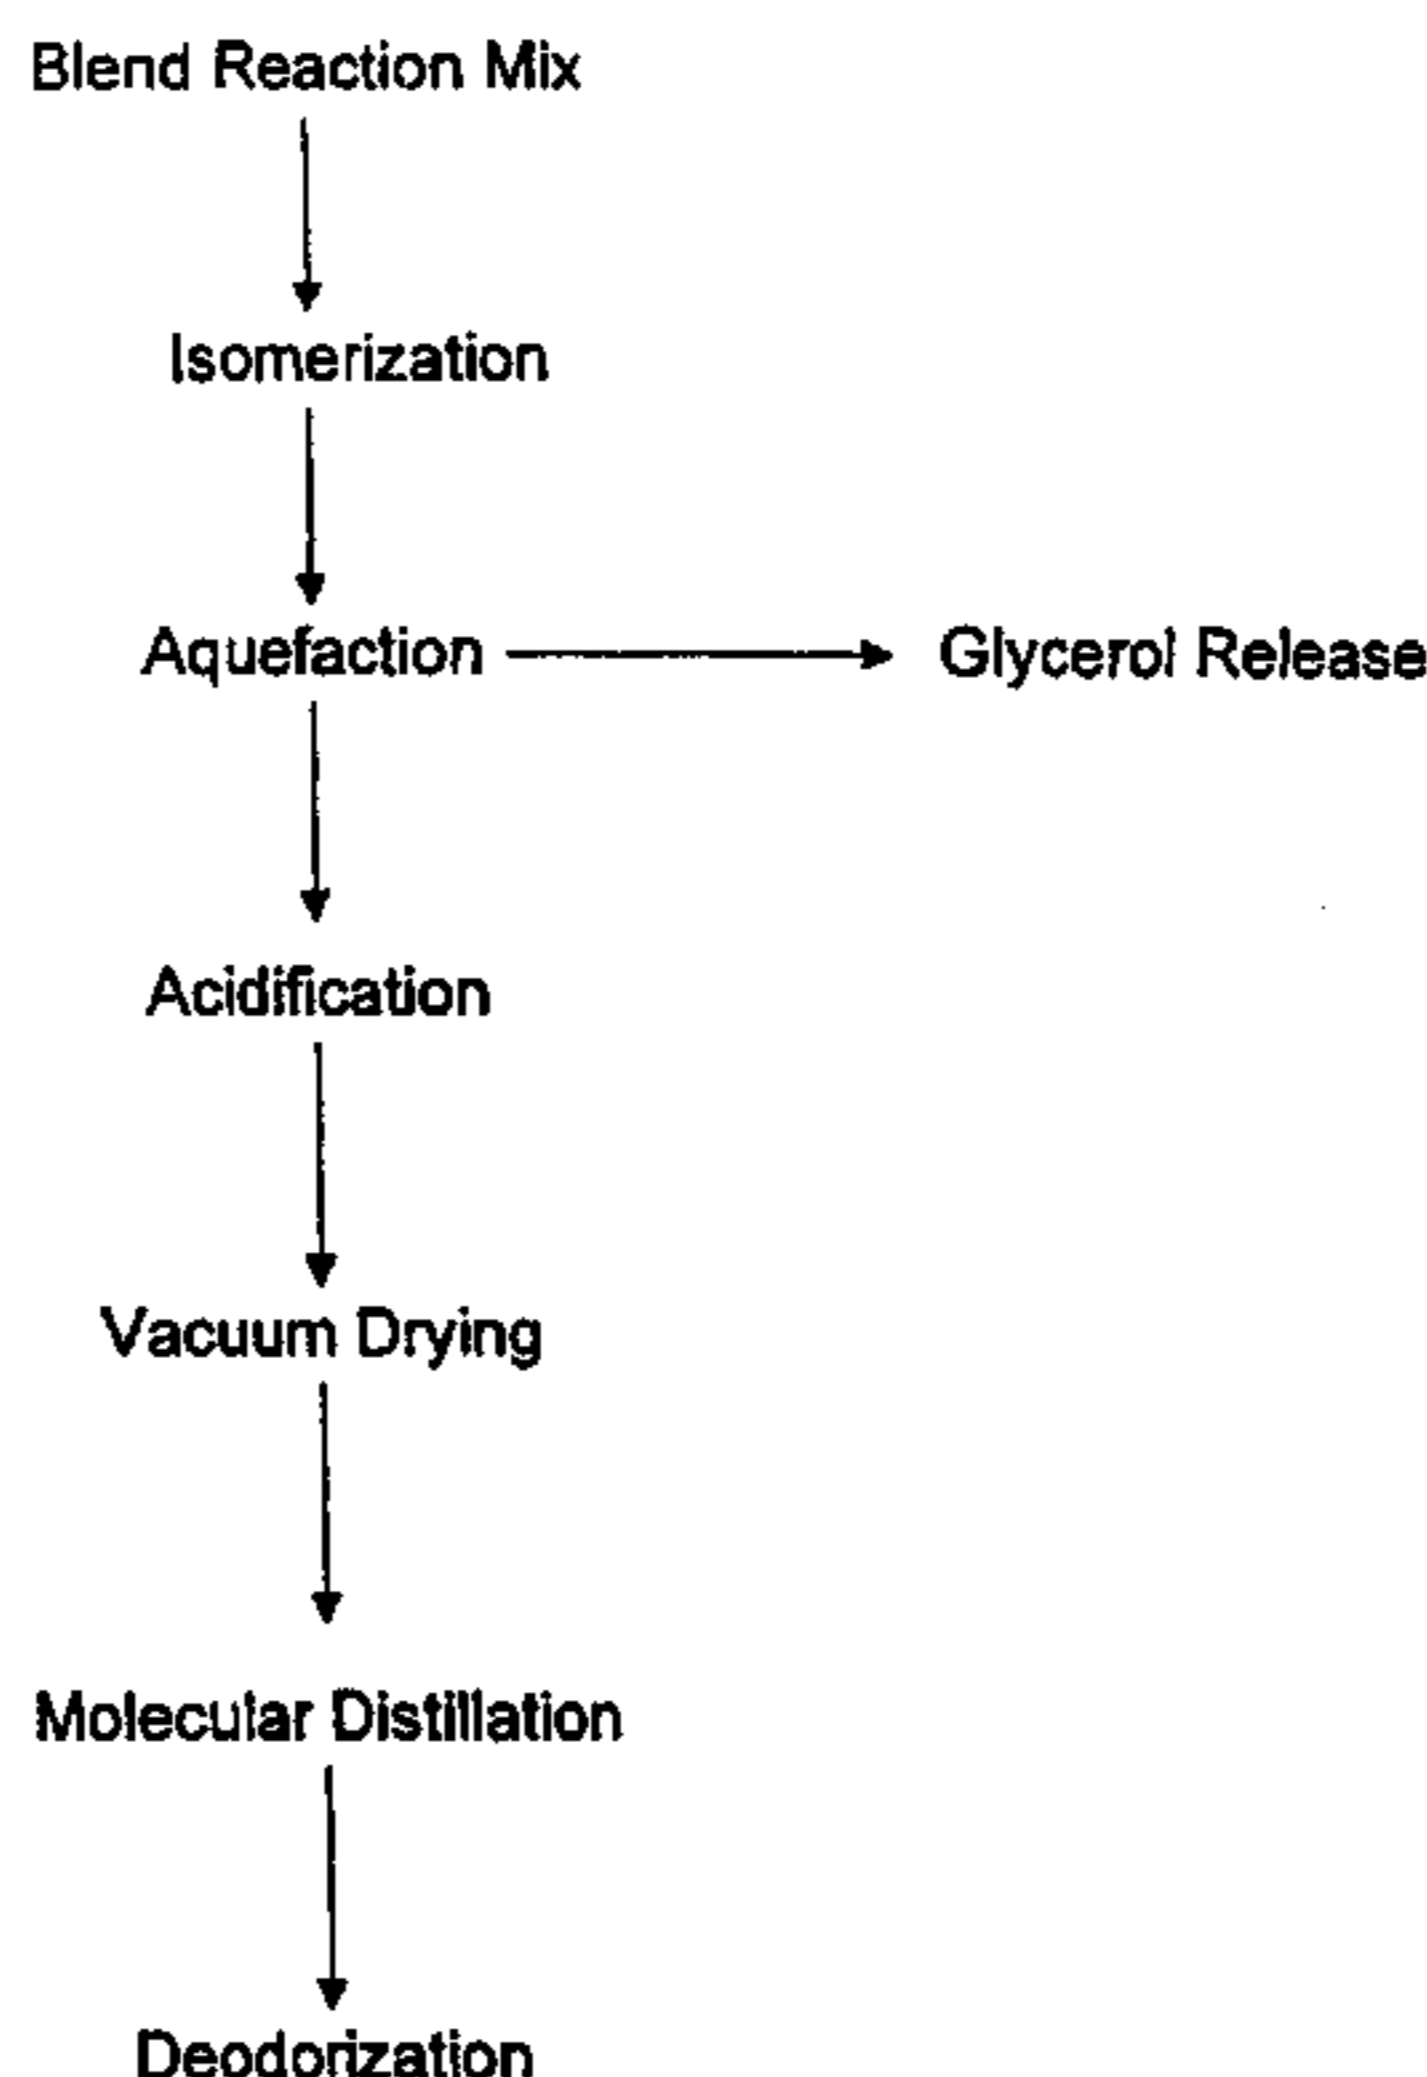 Blend Reaction Mix
Isomerization
Aquefaction
Glycerol Release
Acidification
Vacuum Drying
Molecular Distillation
Deodorization